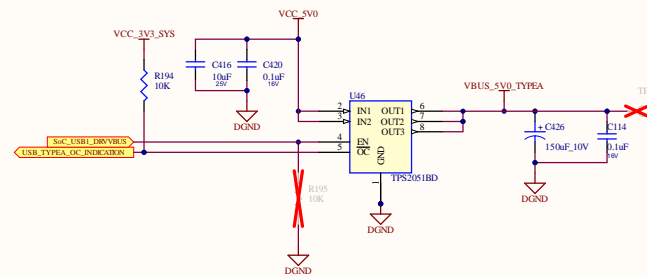 VCC_5V0
VCC_3V3_SYS
R194
10K
C416
10uF
25V
C420
0.1uF
16V
DGND
U46
2
IN1
3
IN2
4
EN
5
OC
GND
1
OUT1
6
OUT2
7
OUT3
8
TPS2051BD
DGND
SoC_USB1_DRVVBUS
USB_TYPEA_OC_INDICATION
R195
10K
DGND
VBUS_5V0_TYPEA
+
C426
150uF_10V
C114
0.1uF
16V
DGND